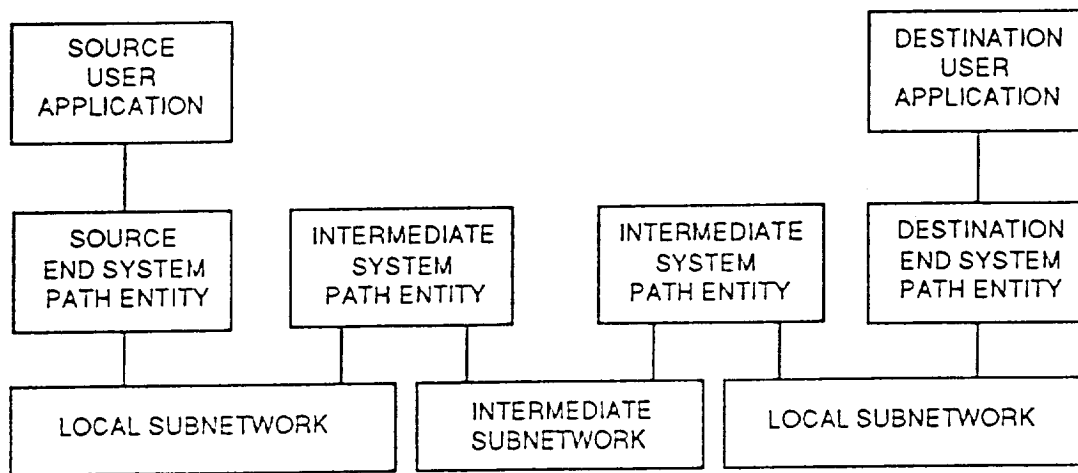 SOURCE
USER
APPLICATION
DESTINATION
USER
APPLICATION
SOURCE
END SYSTEM
PATH ENTITY
INTERMEDIATE
SYSTEM
PATH ENTITY
INTERMEDIATE
SYSTEM
PATH ENTITY
DESTINATION
END SYSTEM
PATH ENTITY
LOCAL SUBNETWORK
INTERMEDIATE
SUBNETWORK
LOCAL SUBNETWORK